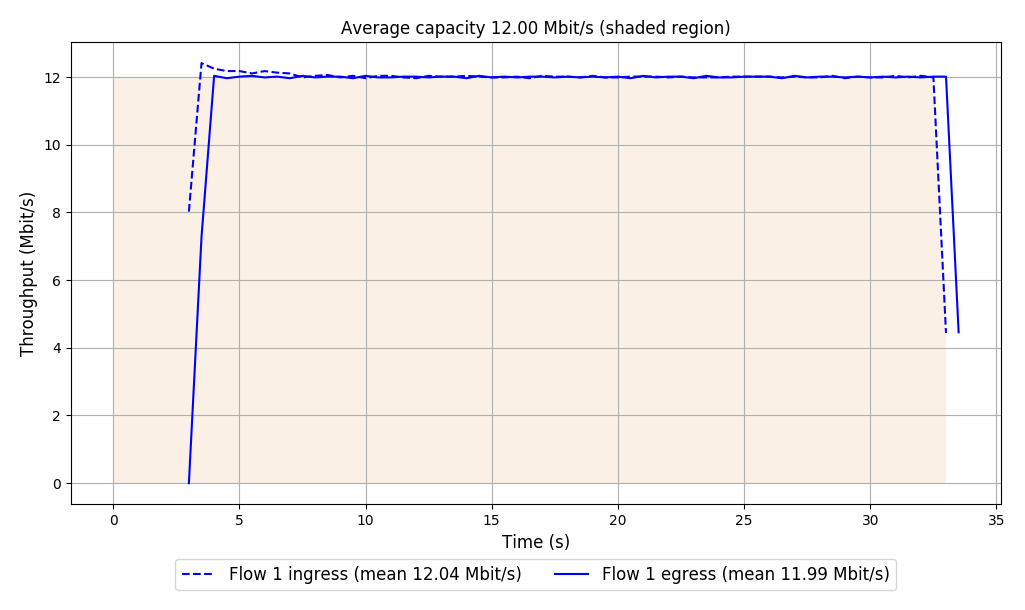 Average capacity 12.00 Mbit/s (shaded region)
Throughput (Mbit/s)
12
10
8
6
4
2
0
0 5 10 15 20 25 30 35
Time (s)
Flow 1 ingress (mean 12.04 Mbit/s) Flow 1 egress (mean 11.99 Mbit/s)